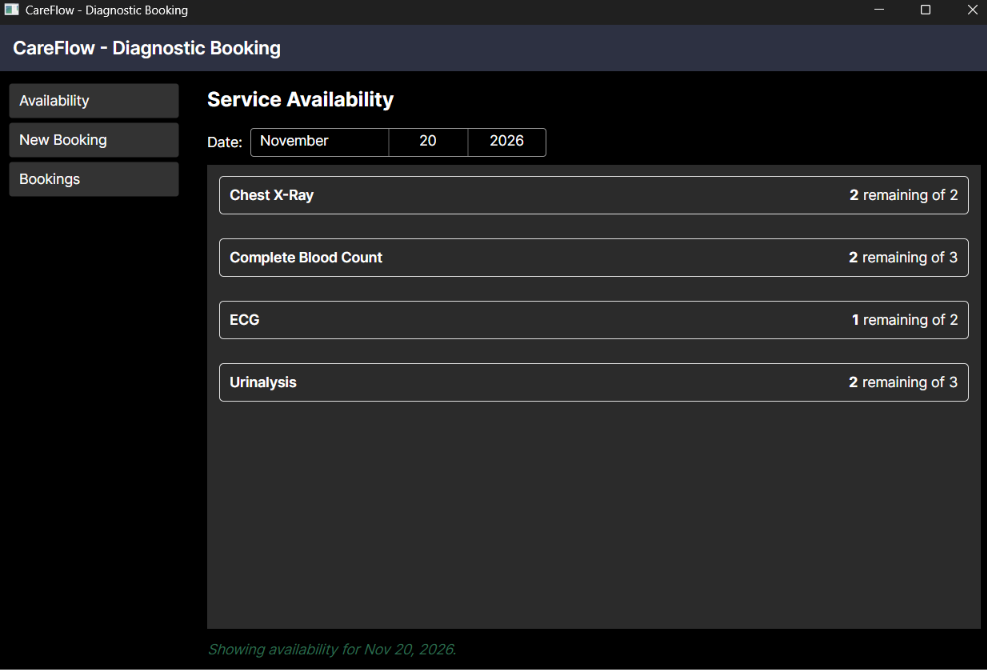 CareFlow - Diagnostic Booking
CareFlow - Diagnostic Booking
Availability
New Booking
Bookings
Service Availability
Date: November 20 2026
Chest X-Ray 2 remaining of 2
Complete Blood Count 2 remaining of 3
ECG 1 remaining of 2
Urinalysis 2 remaining of 3
Showing availability for Nov 20, 2026.